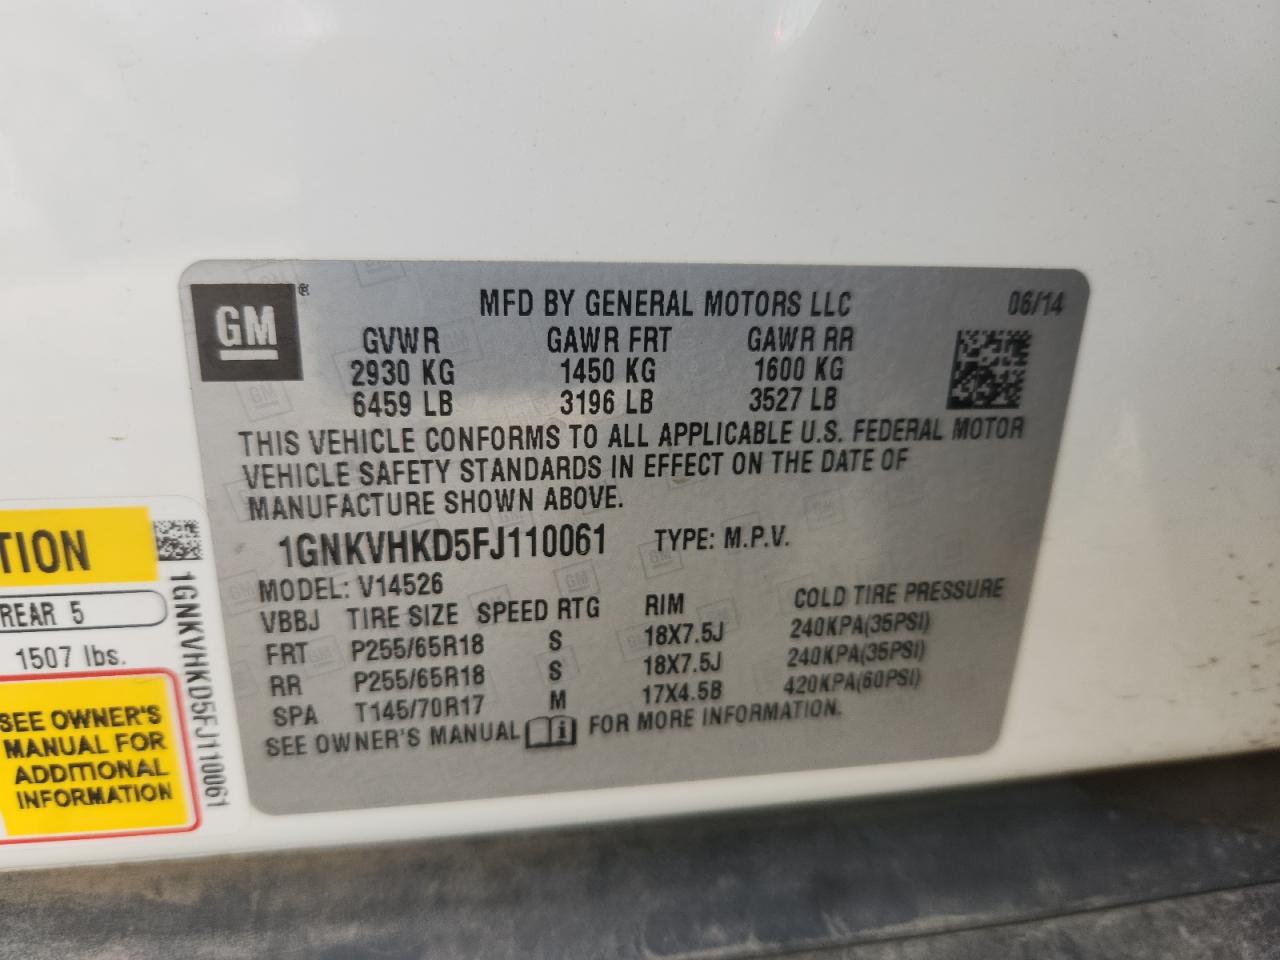 GM®
MFD BY GENERAL MOTORS LLC 06/14
GVWR GAWR FRT GAWR RR
2930 KG 1450 KG 1600 KG
6459 LB 3196 LB 3527 LB
THIS VEHICLE CONFORMS TO ALL APPLICABLE U.S. FEDERAL MOTOR
VEHICLE SAFETY STANDARDS IN EFFECT ON THE DATE OF
MANUFACTURE SHOWN ABOVE.
1GNKVHKD5FJ110061 TYPE: M.P.V.
MODEL: V14526
VBBJ TIRE SIZE SPEED RTG RIM COLD TIRE PRESSURE
FRT P255/65R18 S 18X7.5J 240KPA(35PSI)
RR P255/65R18 S 18X7.5J 240KPA(35PSI)
SPA T145/70R17 M 17X4.5B 420KPA(60PSI)
SEE OWNER'S MANUAL i FOR MORE INFORMATION.
TION
REAR 5
1507 lbs.
SEE OWNER'S
MANUAL FOR
ADDITIONAL
INFORMATION
1GNKVHKD5FJ110061